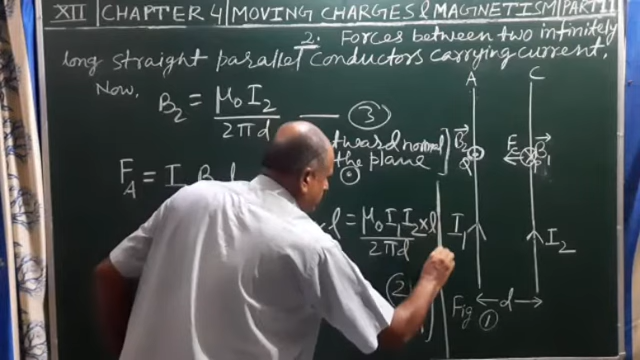 XII | CHAPTER 4 | MOVING CHARGES & MAGNETISM | PART 11
2. Forces between two infinitely
long straight parallel conductors carrying current.
Now,
B₂ = μ₀ I₂ / 2πd — ③
outward normal
the plane
F_A = I
l = μ₀ I₁ I₂ × l / 2πd
A
C
B₂
F
B₁
I₁
I₂
d
Fig ①